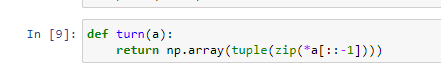 In [9]: def turn(a):
    return np.array(tuple(zip(*a[::-1])))